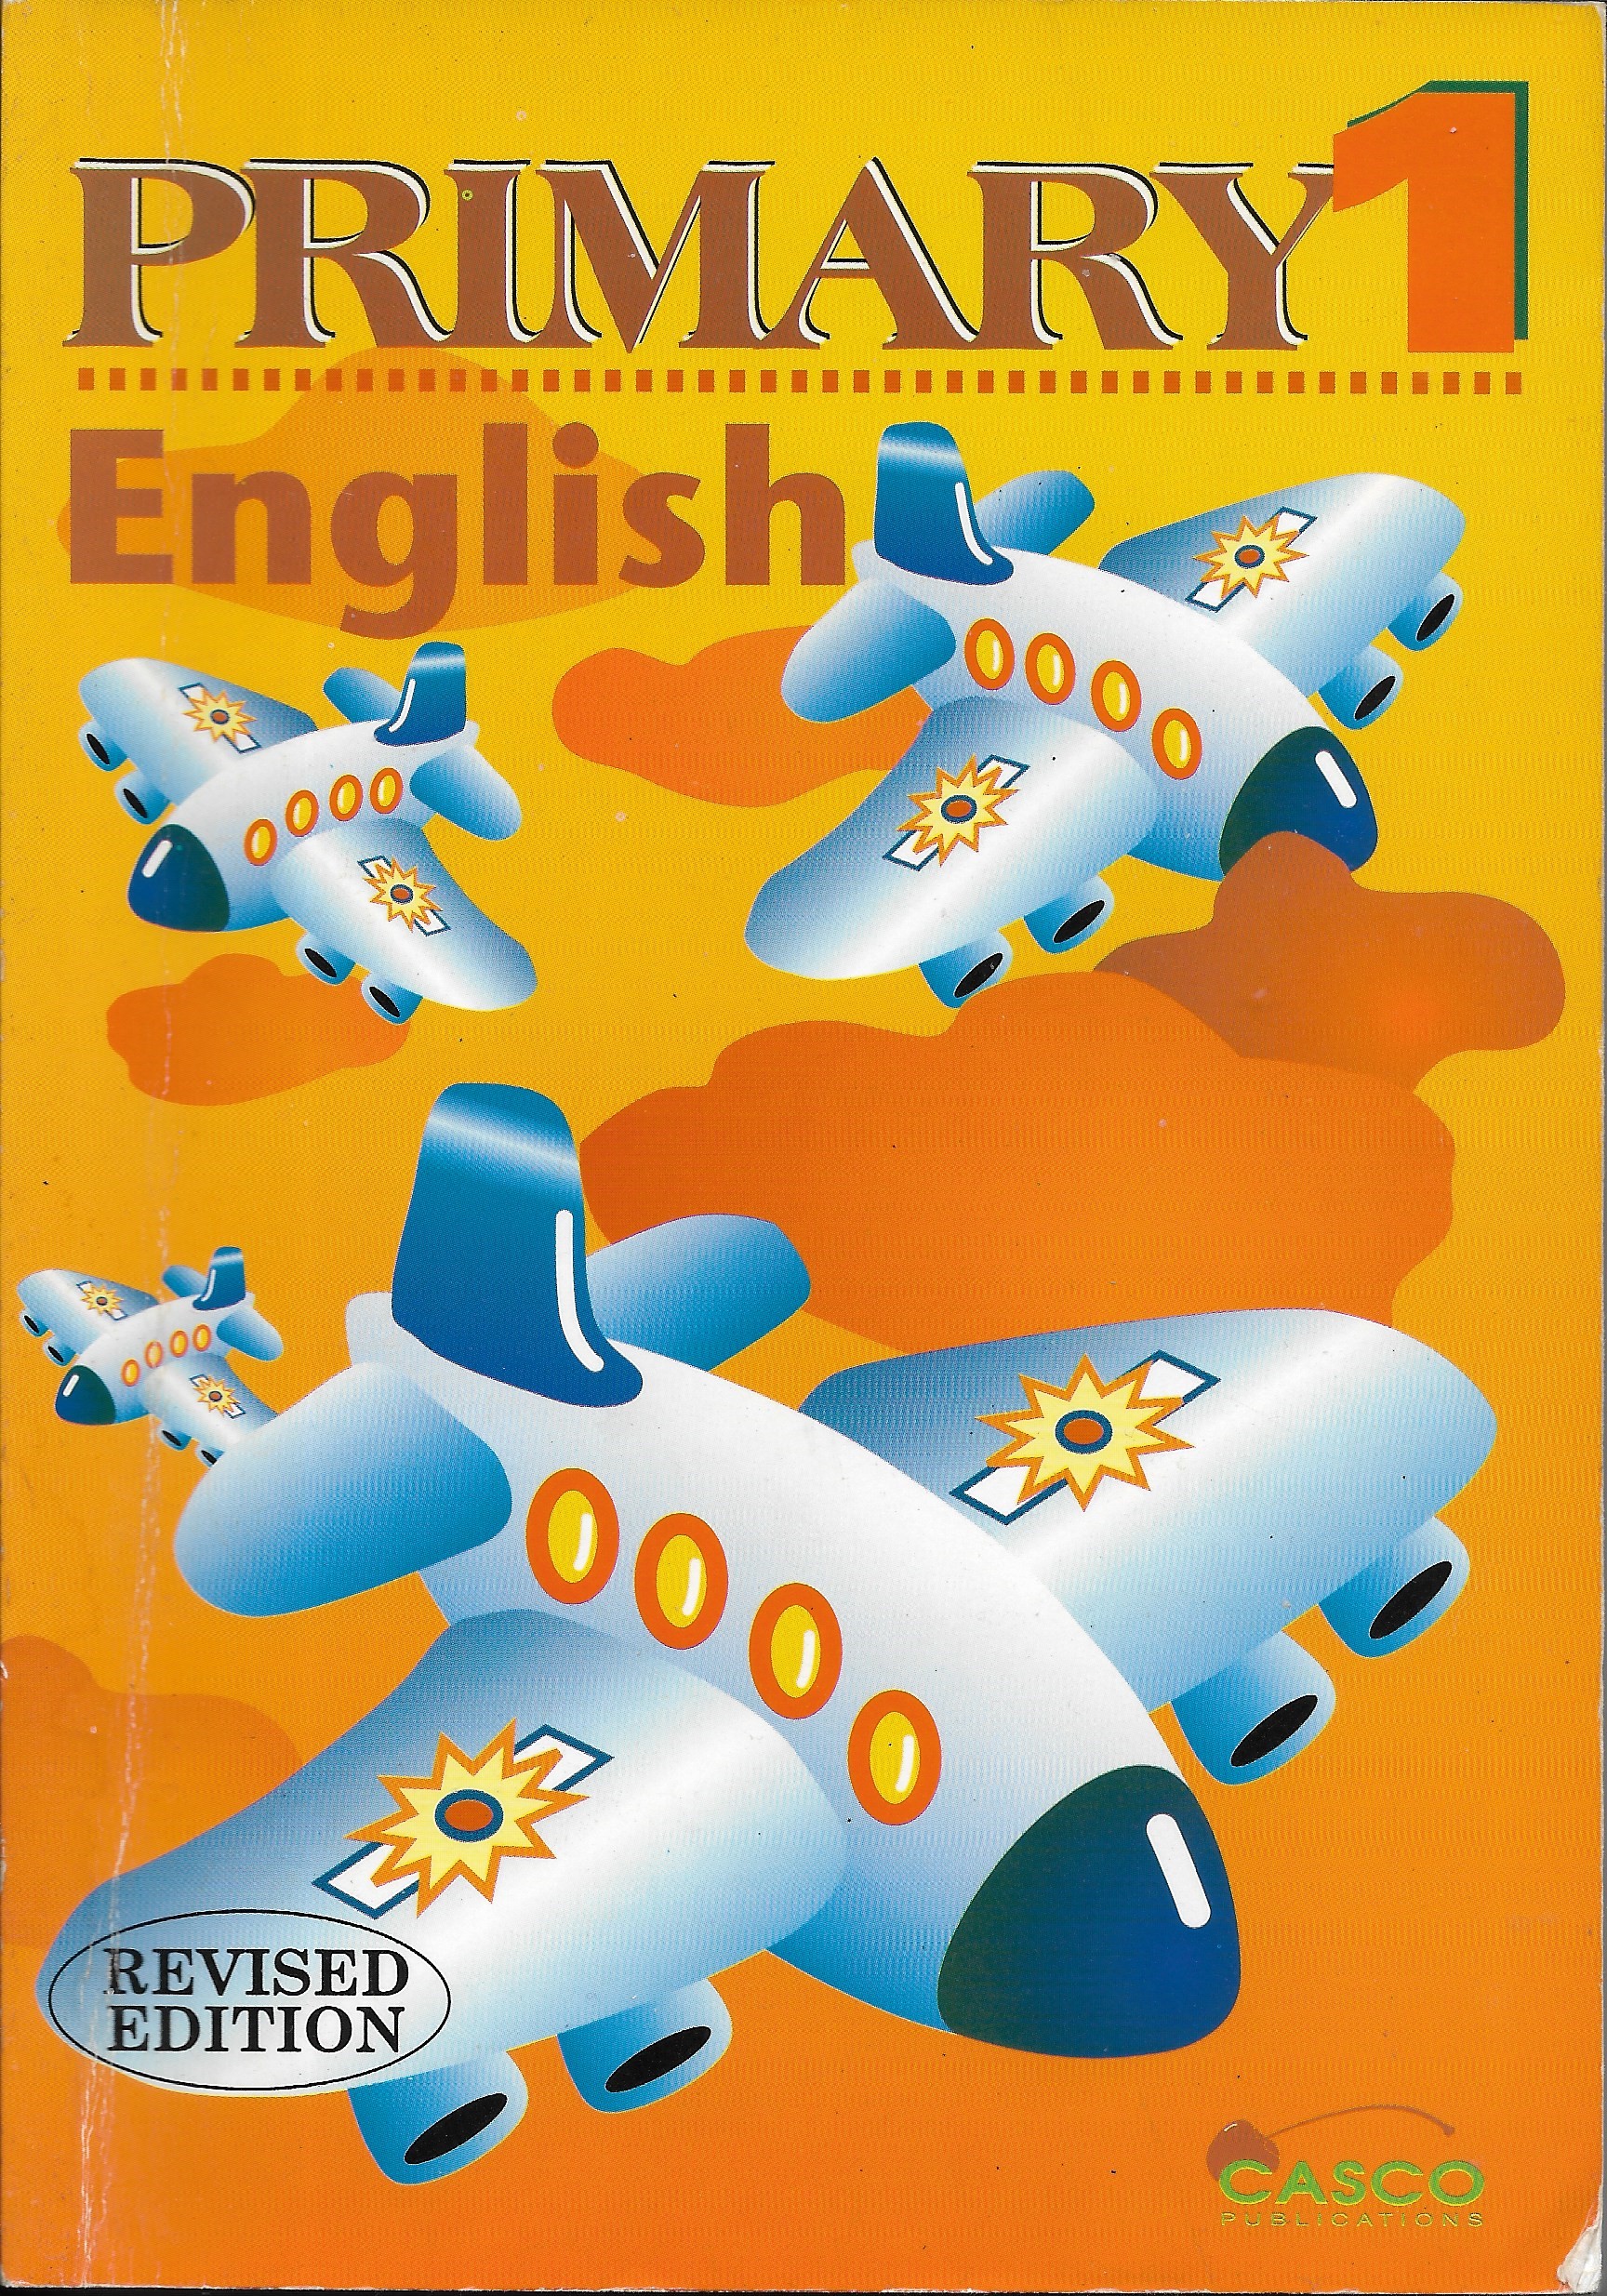 PRIMARY 1
English
REVISED
EDITION
CASCO
PUBLICATIONS